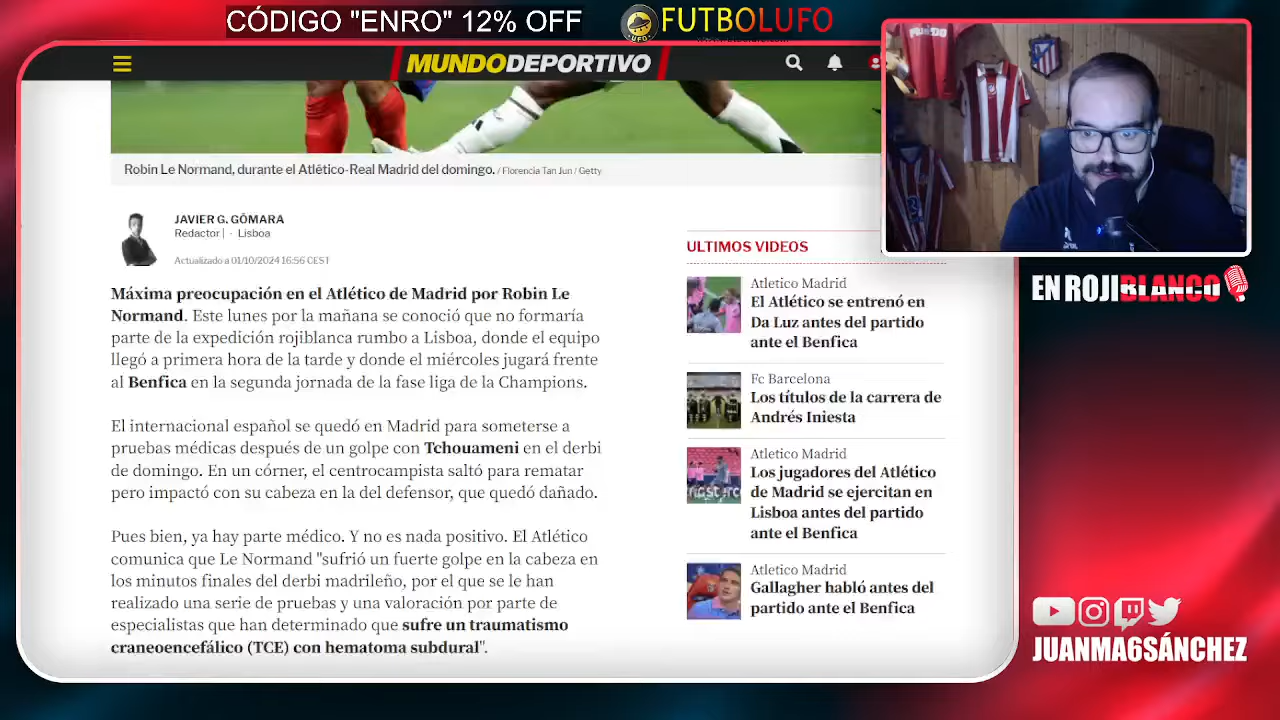 CÓDIGO "ENRO" 12% OFF
FUTBOLUFO
UFO
MUNDODEPORTIVO
Robin Le Normand, durante el Atlético-Real Madrid del domingo. / Florencia Tan Jun / Getty
JAVIER G. GÓMARA
Redactor | · Lisboa
Actualizado a 01/10/2024 16:56 CEST
Máxima preocupación en el Atlético de Madrid por Robin Le
Normand. Este lunes por la mañana se conoció que no formaría
parte de la expedición rojiblanca rumbo a Lisboa, donde el equipo
llegó a primera hora de la tarde y donde el miércoles jugará frente
al Benfica en la segunda jornada de la fase liga de la Champions.
El internacional español se quedó en Madrid para someterse a
pruebas médicas después de un golpe con Tchouameni en el derbi
de domingo. En un córner, el centrocampista saltó para rematar
pero impactó con su cabeza en la del defensor, que quedó dañado.
Pues bien, ya hay parte médico. Y no es nada positivo. El Atlético
comunica que Le Normand "sufrió un fuerte golpe en la cabeza en
los minutos finales del derbi madrileño, por el que se le han
realizado una serie de pruebas y una valoración por parte de
especialistas que han determinado que sufre un traumatismo
craneoencefálico (TCE) con hematoma subdural".
ULTIMOS VIDEOS
Atletico Madrid
El Atlético se entrenó en
Da Luz antes del partido
ante el Benfica
Fc Barcelona
Los títulos de la carrera de
Andrés Iniesta
Atletico Madrid
Los jugadores del Atlético
de Madrid se ejercitan en
Lisboa antes del partido
ante el Benfica
Atletico Madrid
Gallagher habló antes del
partido ante el Benfica
EN ROJIBLANCO
JUANMA6SÁNCHEZ